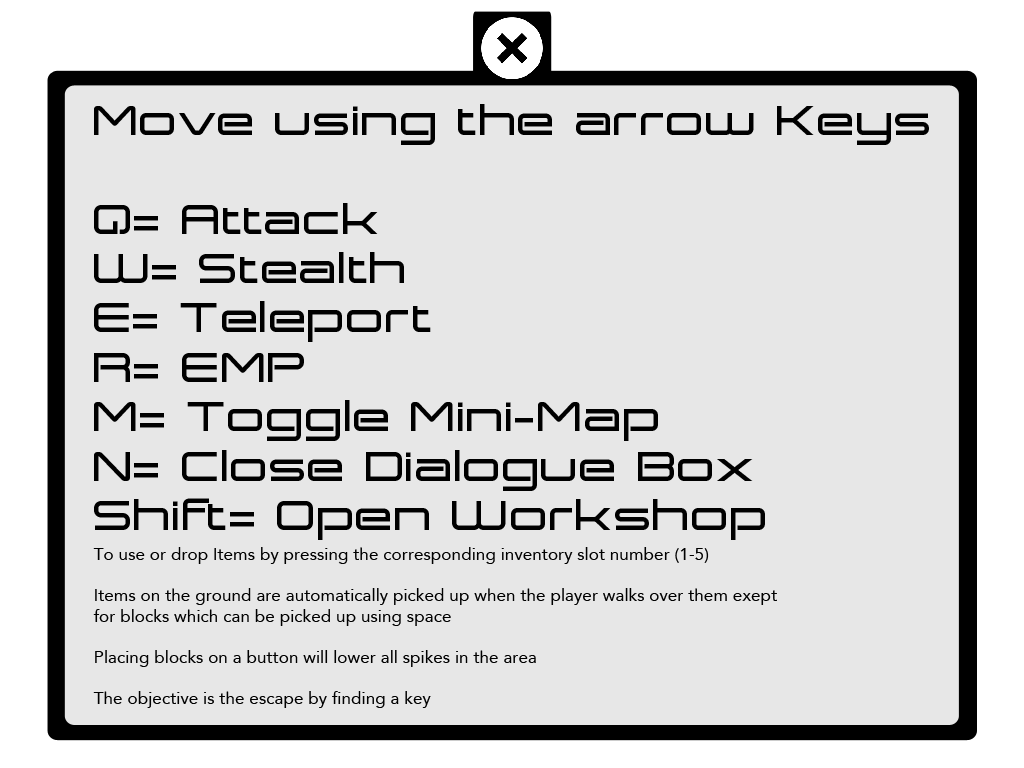 Move using the arrow Keys
Q= Attack
W= Stealth
E= Teleport
R= EMP
M= Toggle Mini-Map
N= Close Dialogue Box
Shift= Open Workshop
To use or drop Items by pressing the corresponding inventory slot number (1-5)
Items on the ground are automatically picked up when the player walks over them exept
for blocks which can be picked up using space
Placing blocks on a button will lower all spikes in the area
The objective is the escape by finding a key